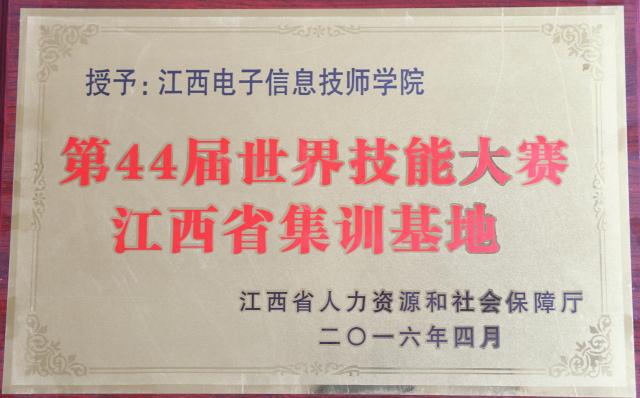 授予：江西电子信息技师学院
第44届世界技能大赛
江西省集训基地
江西省人力资源和社会保障厅
二〇一六年四月